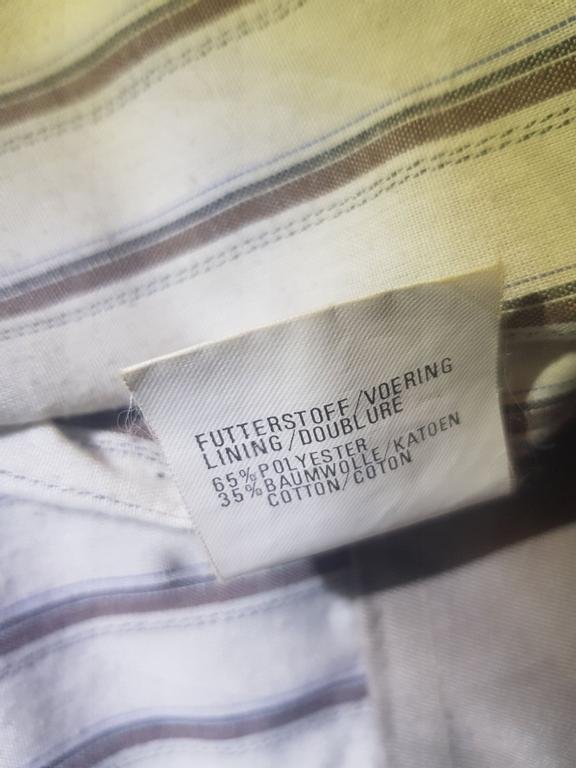 FUTTERSTOFF/VOERING
LINING/DOUBLURE
65% POLYESTER
35% BAUMWOLLE/KATOEN
COTTON/COTON